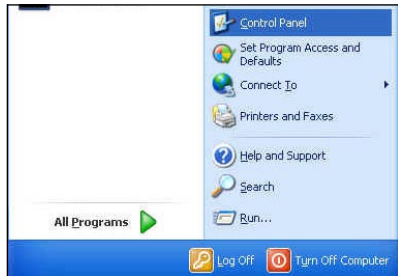 Control Panel
Set Program Access and
Defaults
Connect To
Printers and Faxes
Help and Support
Search
Run...
All Programs
Log Off
Turn Off Computer